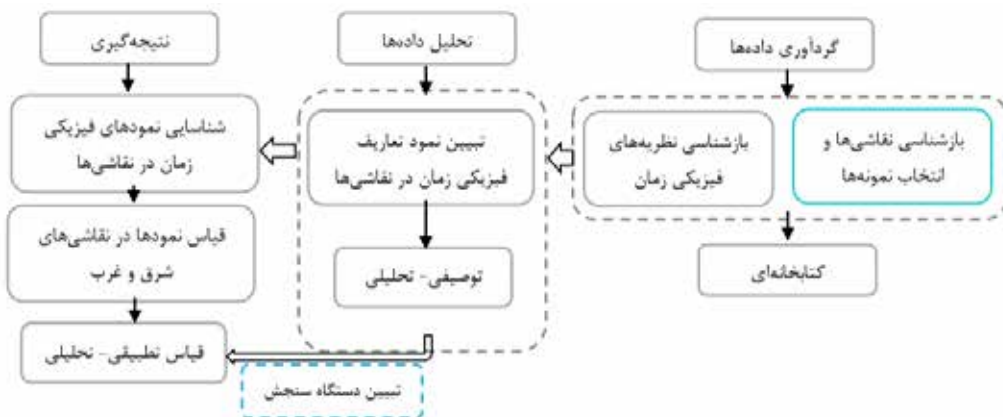 گردآوری داده‌ها
بازشناسی نقاشی‌ها و
انتخاب نمونه‌ها
بازشناسی نظریه‌های
فیزیکی زمان
کتابخانه‌ای
تحلیل داده‌ها
تبیین نمود تعاریف
فیزیکی زمان در نقاشی‌ها
توصیفی- تحلیلی
نتیجه‌گیری
شناسایی نمودهای فیزیکی
زمان در نقاشی‌ها
قیاس نمودها در نقاشی‌های
شرق و غرب
قیاس تطبیقی- تحلیلی
تبیین دستگاه سنجش